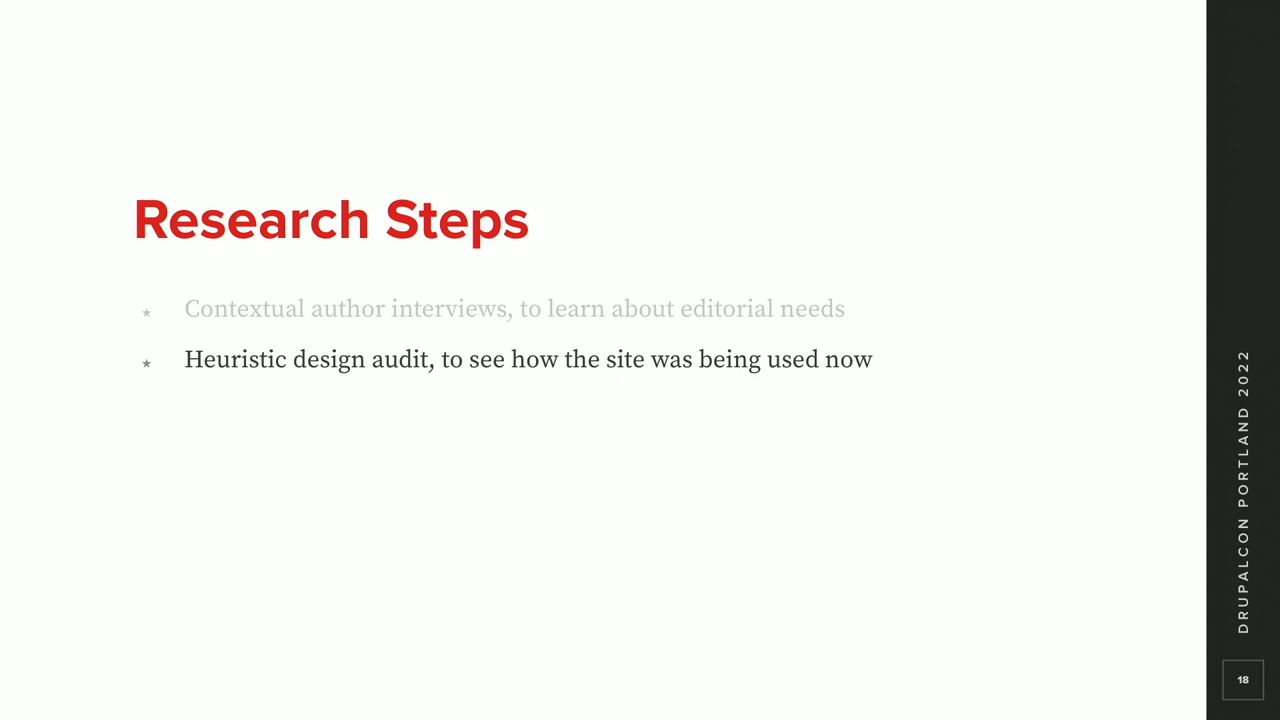 Research Steps
★ Contextual author interviews, to learn about editorial needs
★ Heuristic design audit, to see how the site was being used now
DRUPALCON PORTLAND 2022
18